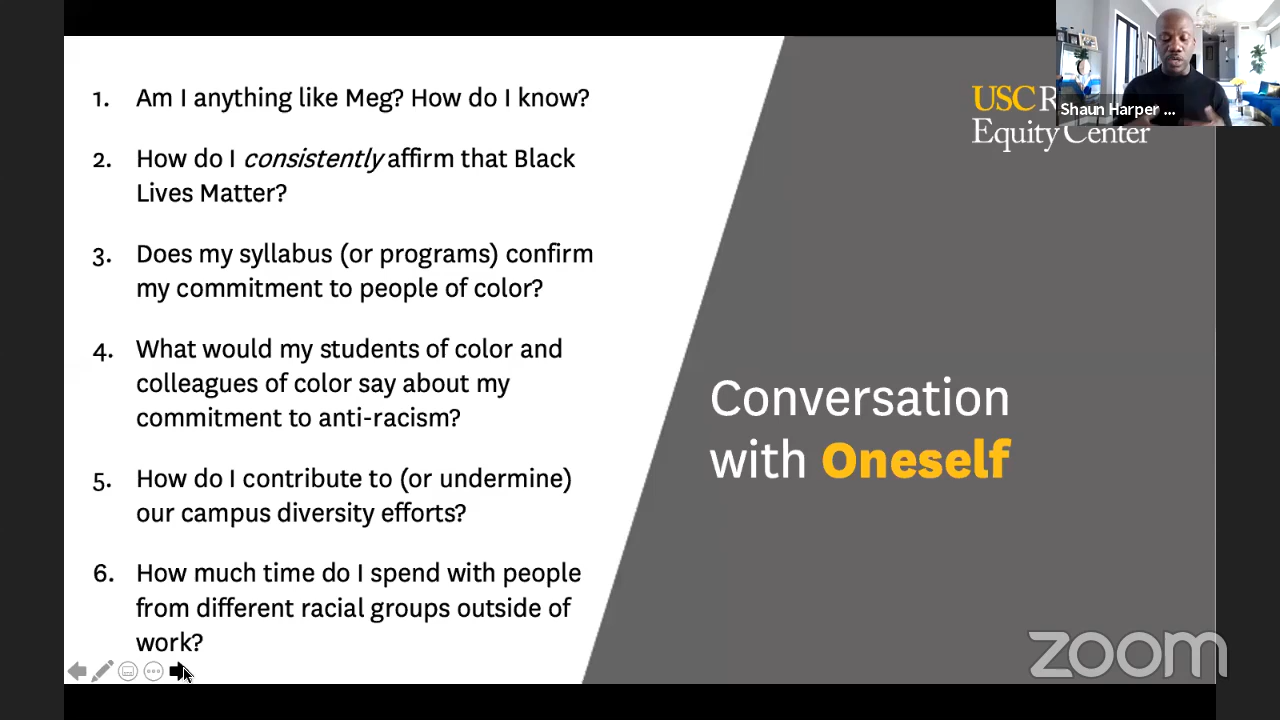 1. Am I anything like Meg? How do I know?
2. How do I consistently affirm that Black
Lives Matter?
3. Does my syllabus (or programs) confirm
my commitment to people of color?
4. What would my students of color and
colleagues of color say about my
commitment to anti-racism?
5. How do I contribute to (or undermine)
our campus diversity efforts?
6. How much time do I spend with people
from different racial groups outside of
work?
Conversation
with Oneself
USC R
Equity Center
Shaun Harper ...
zoom